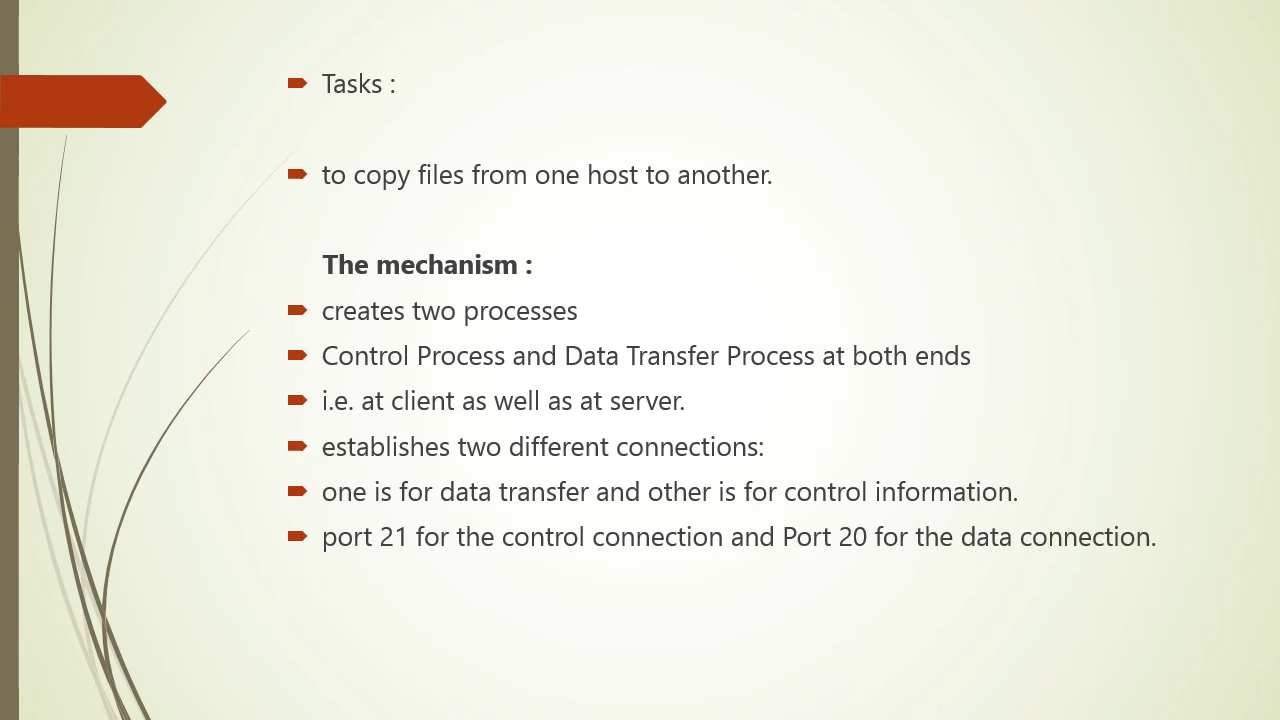 Tasks :
to copy files from one host to another.
The mechanism :
creates two processes
Control Process and Data Transfer Process at both ends
i.e. at client as well as at server.
establishes two different connections:
one is for data transfer and other is for control information.
port 21 for the control connection and Port 20 for the data connection.